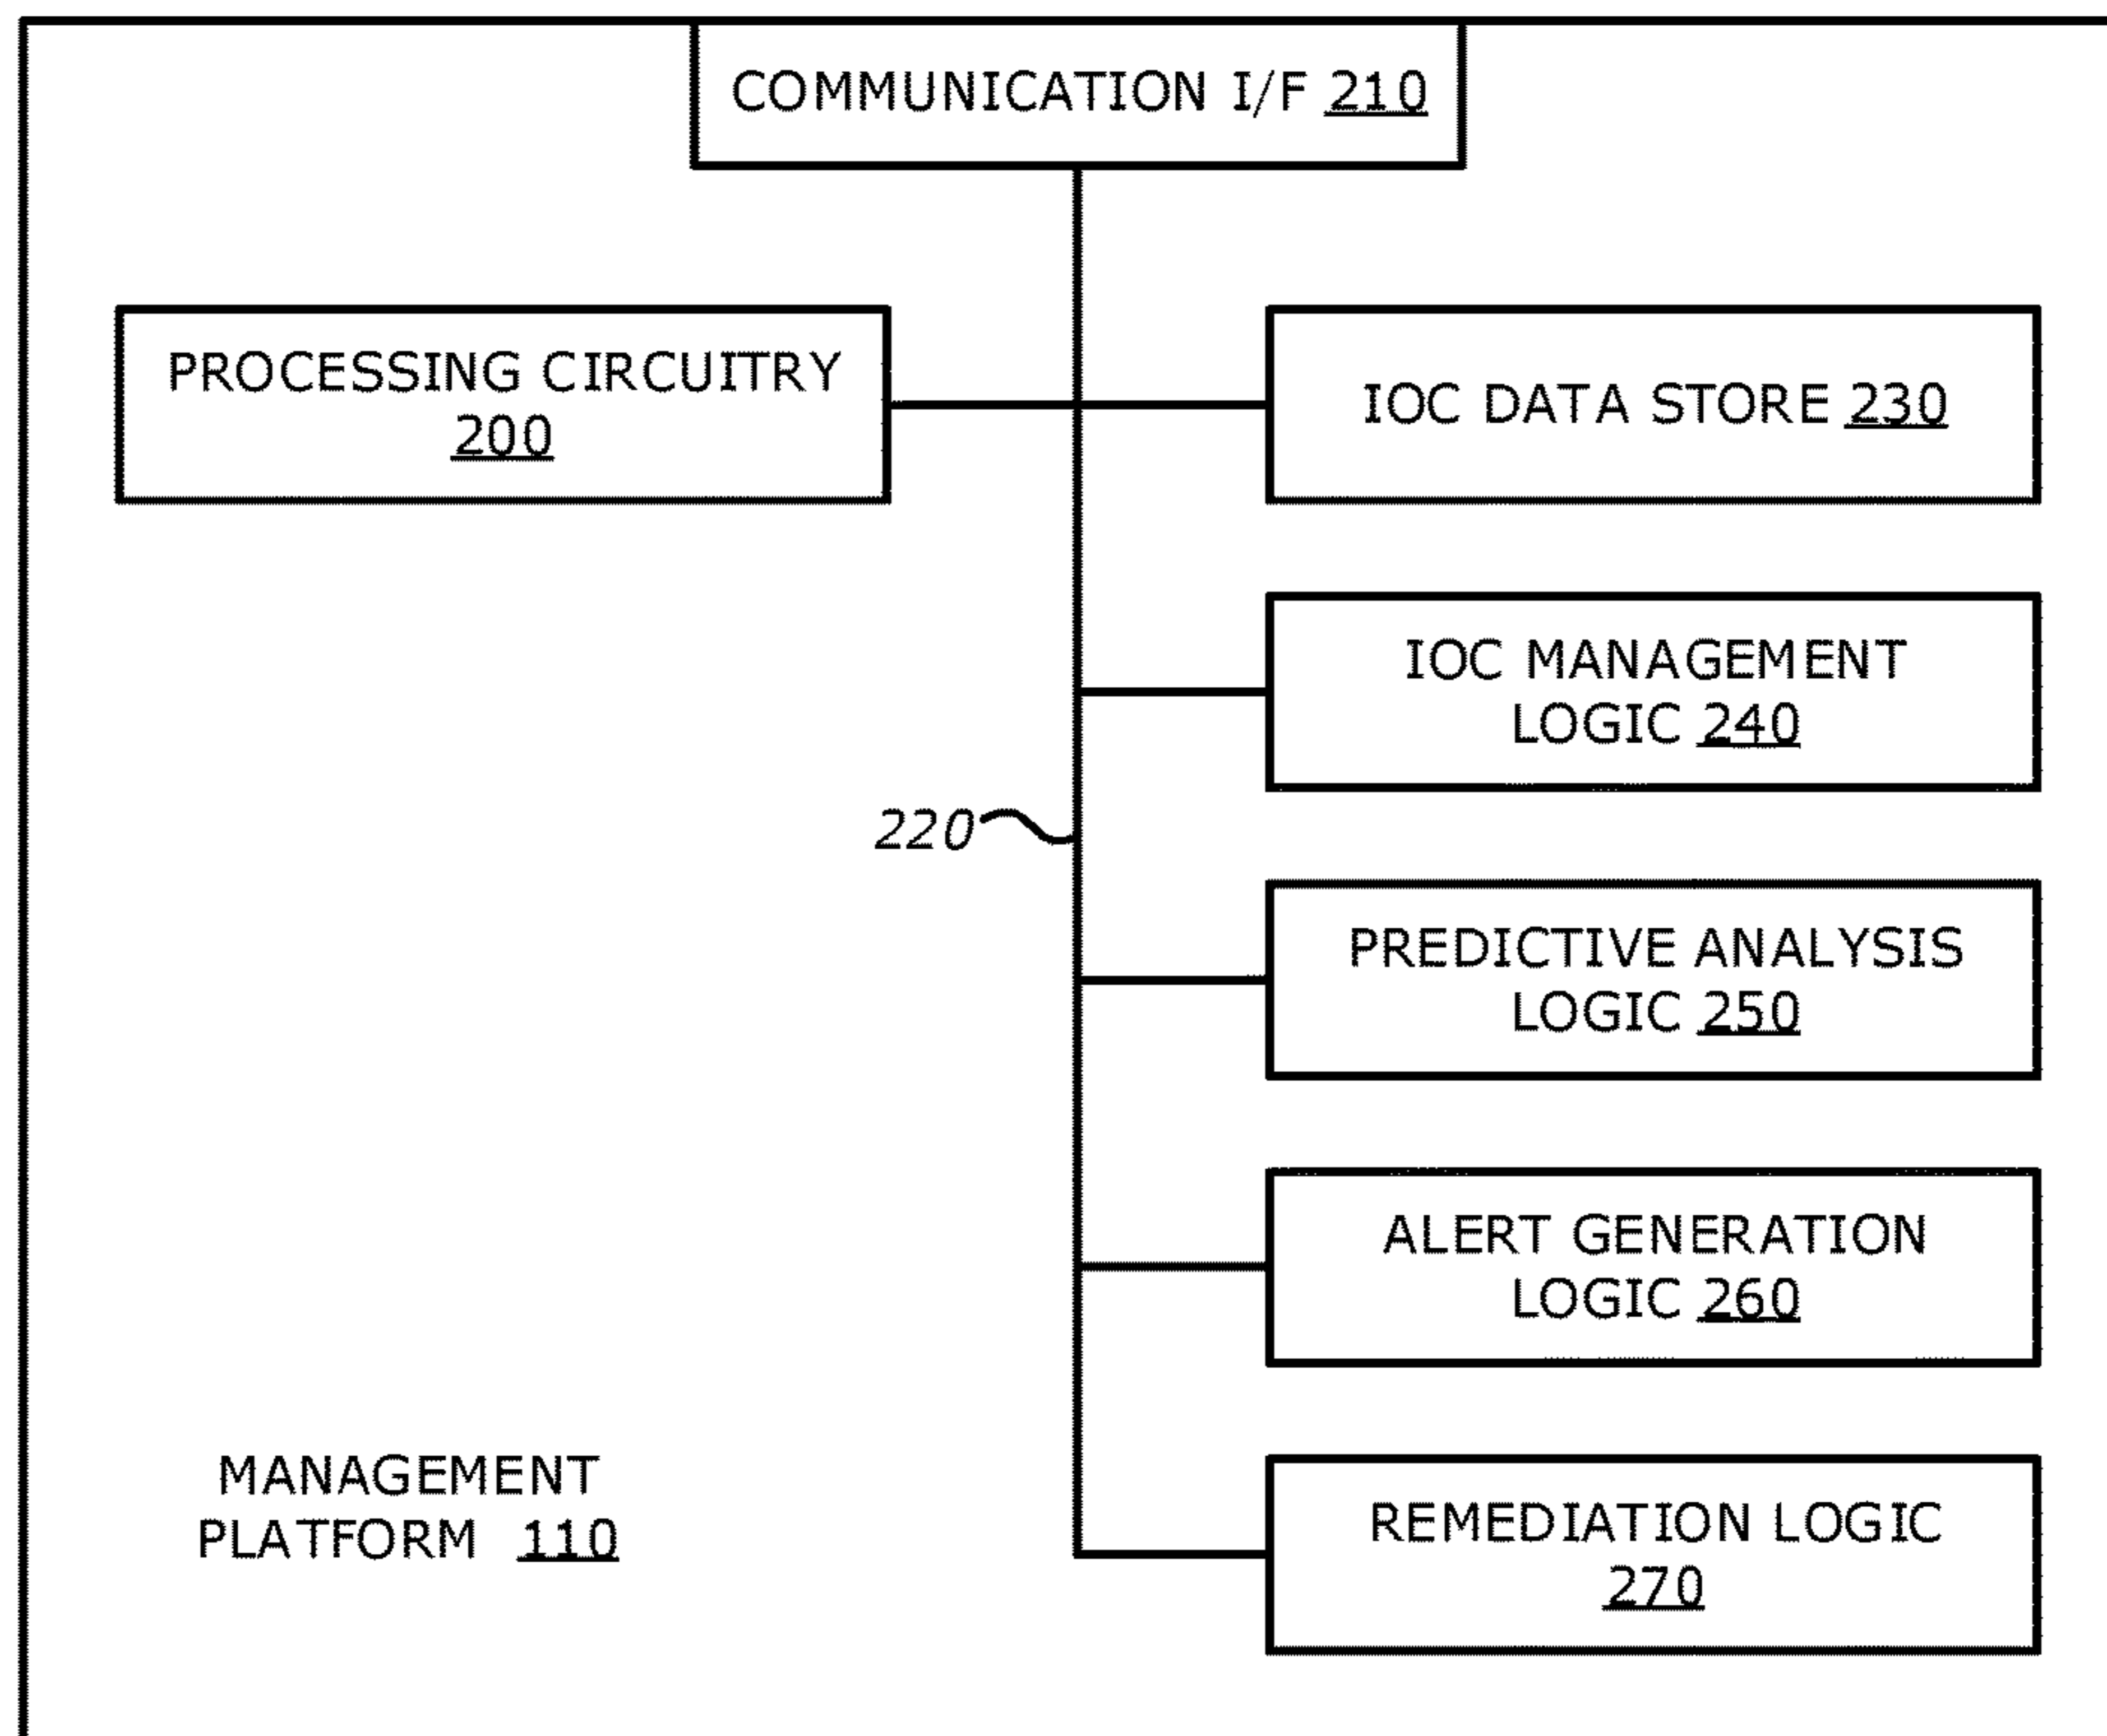 COMMUNICATION I/F 210
PROCESSING CIRCUITRY
200
IOC DATA STORE 230
IOC MANAGEMENT
LOGIC 240
220
PREDICTIVE ANALYSIS
LOGIC 250
ALERT GENERATION
LOGIC 260
MANAGEMENT
PLATFORM 110
REMEDIATION LOGIC
270